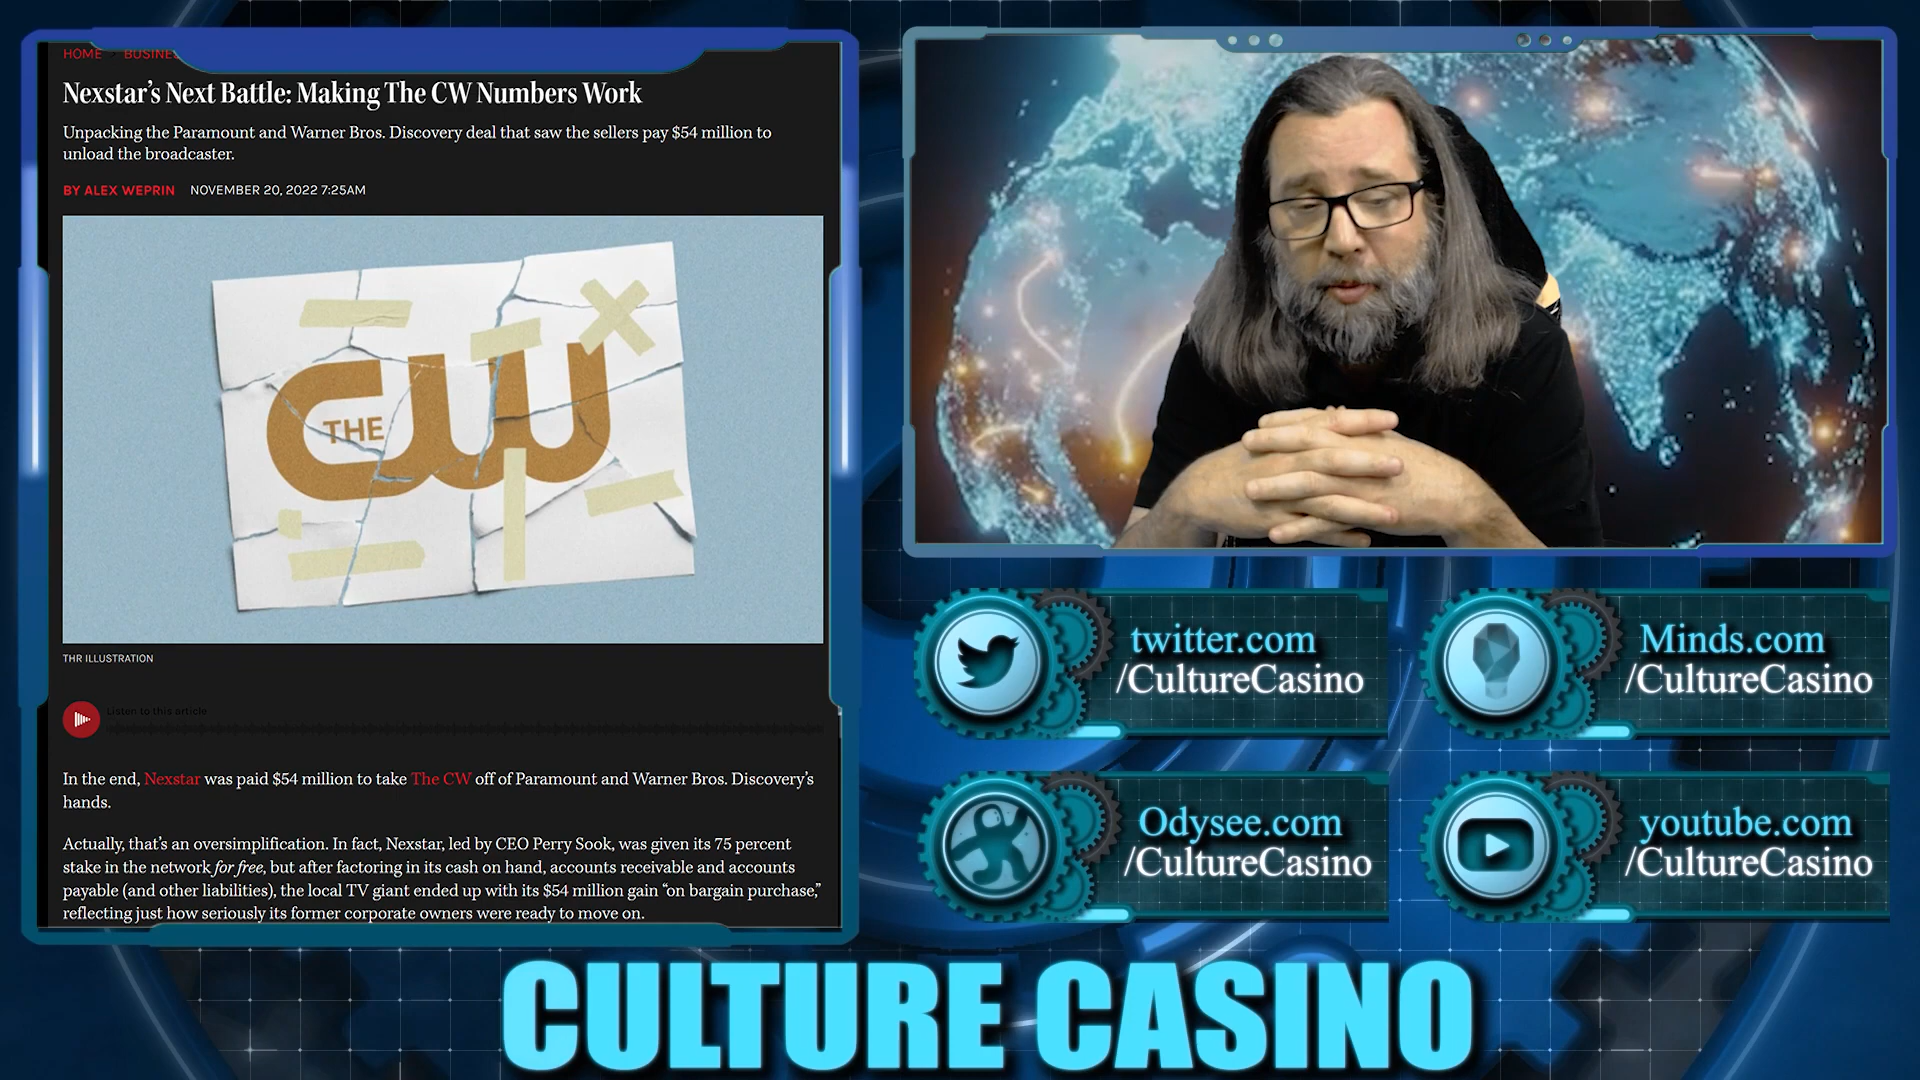 HOME
Nexstar’s Next Battle: Making The CW Numbers Work
Unpacking the Paramount and Warner Bros. Discovery deal that saw the sellers pay $54 million to
unload the broadcaster.
BY ALEX WEPRIN NOVEMBER 20, 2022 7:25AM
THE CW
THR ILLUSTRATION
Listen to this article
In the end, Nexstar was paid $54 million to take The CW off of Paramount and Warner Bros. Discovery’s
hands.
Actually, that’s an oversimplification. In fact, Nexstar, led by CEO Perry Sook, was given its 75 percent
stake in the network for free, but after factoring in its cash on hand, accounts receivable and accounts
payable (and other liabilities), the local TV giant ended up with its $54 million gain “on bargain purchase,”
reflecting just how seriously its former corporate owners were ready to move on.
twitter.com
/CultureCasino
Minds.com
/CultureCasino
Odysee.com
/CultureCasino
youtube.com
/CultureCasino
CULTURE CASINO